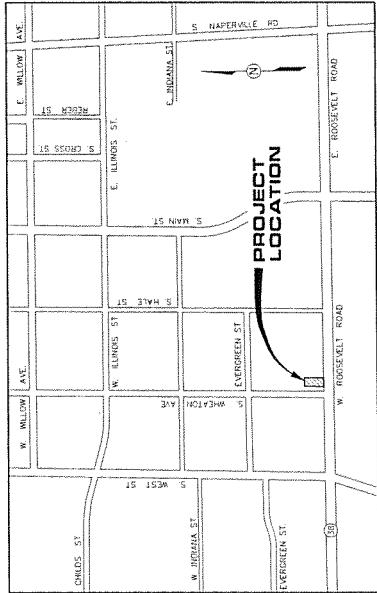 E. WILLOW AVE.
S NAPERVILLE RD
REBER ST
S. CROSS ST.
E. ILLINOIS ST.
E. INDIANA ST.
N
E. ROOSEVELT ROAD
S. MAIN ST.
PROJECT
LOCATION
S. HALE ST
W. WILLOW AVE.
W. ILLINOIS ST
EVERGREEN ST
W. ROOSEVELT ROAD
S. WHEATON AVE
S. WEST ST
CHILDS ST.
W INDIANA ST.
EVERGREEN ST.
38